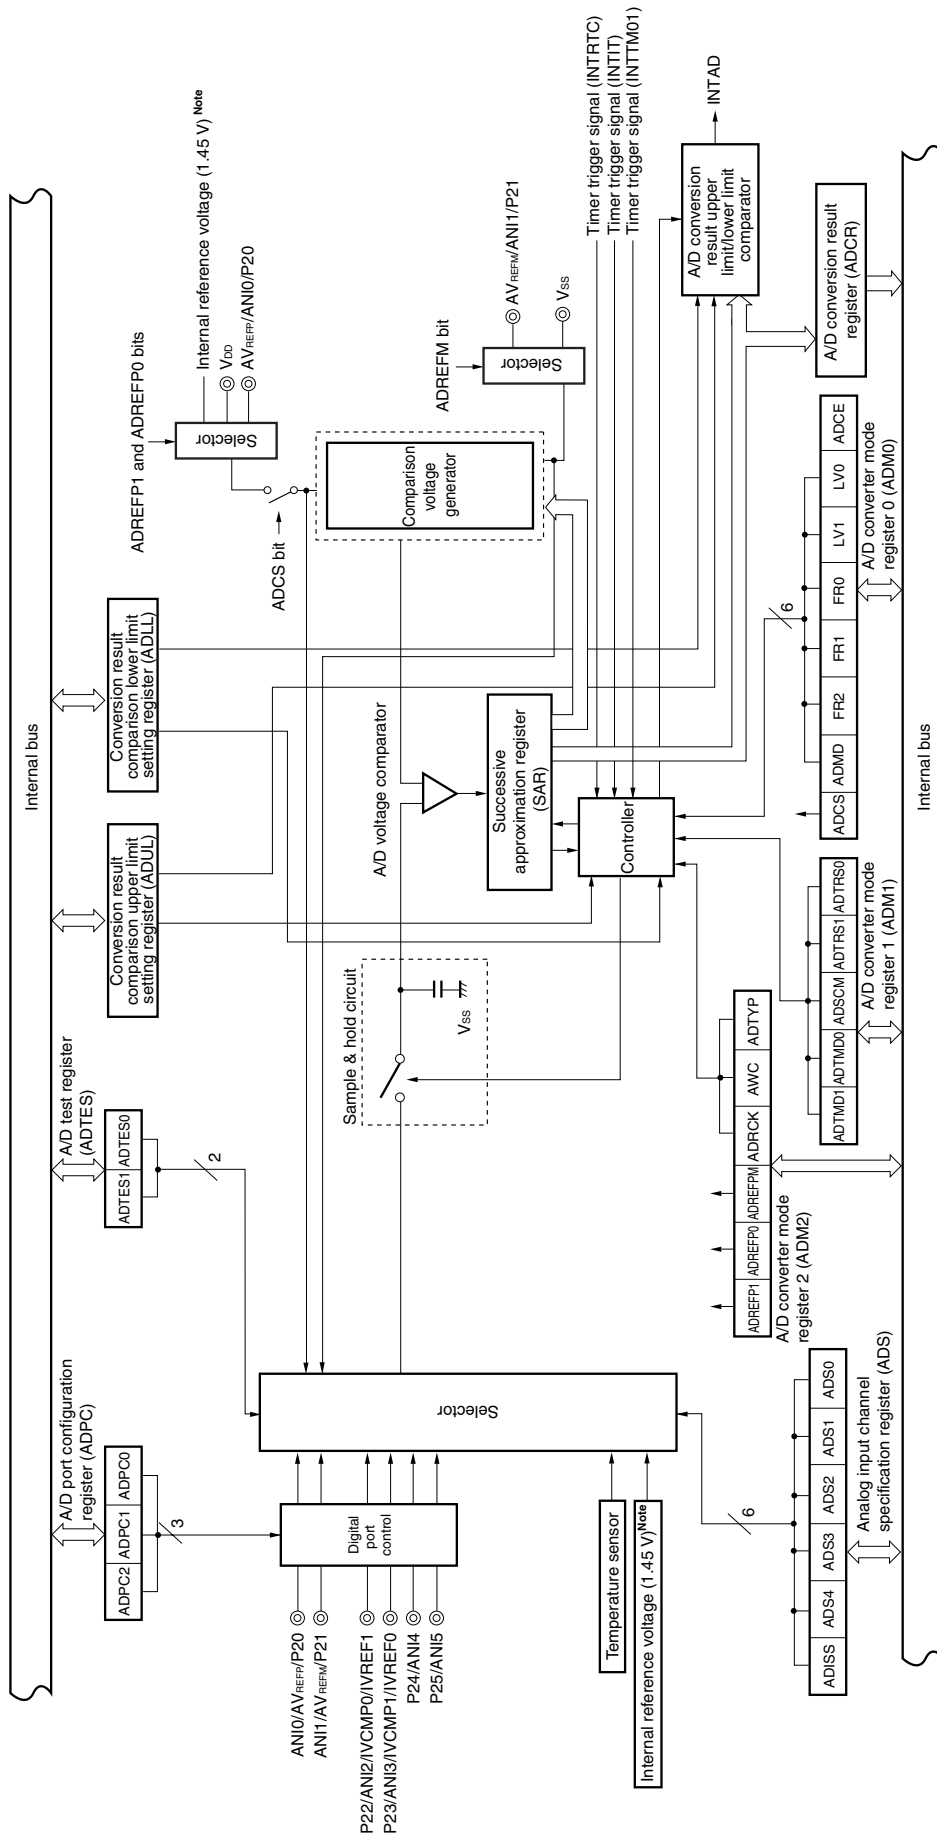 Internal bus
A/D port configuration
register (ADPC)
ADPC2
ADPC1
ADPC0
3
A/D test register
(ADTES)
ADTES1
ADTES0
2
Conversion result
comparison upper limit
setting register (ADUL)
Conversion result
comparison lower limit
setting register (ADLL)
ADREFP1 and ADREFP0 bits
Internal reference voltage (1.45 V) Note
VDD
AVREFP/ANI0/P20
Selector
ADCS bit
ANI0/AVREFP/P20
ANI1/AVREFM/P21
P22/ANI2/IVCMP0/IVREF1
P23/ANI3/IVCMP1/IVREF0
P24/ANI4
P25/ANI5
Digital
port
control
Selector
Sample & hold circuit
VSS
A/D voltage comparator
Comparison
voltage
generator
ADREFM bit
Selector
AVREFM/ANI1/P21
VSS
Successive
approximation register
(SAR)
Controller
Timer trigger signal (INTRTC)
Timer trigger signal (INTIT)
Timer trigger signal (INTTM01)
A/D conversion
result upper
limit/lower limit
comparator
INTAD
Temperature sensor
Internal reference voltage (1.45 V)Note
6
ADISS
ADS4
ADS3
ADS2
ADS1
ADS0
Analog input channel
specification register (ADS)
ADREFP1
ADREFP0
ADREFPM
ADRCK
AWC
ADTYP
A/D converter mode
register 2 (ADM2)
ADTMD1
ADTMD0
ADSCM
ADTRS1
ADTRS0
A/D converter mode
register 1 (ADM1)
6
ADCS
ADMD
FR2
FR1
FR0
LV1
LV0
ADCE
A/D converter mode
register 0 (ADM0)
A/D conversion result
register (ADCR)
Internal bus